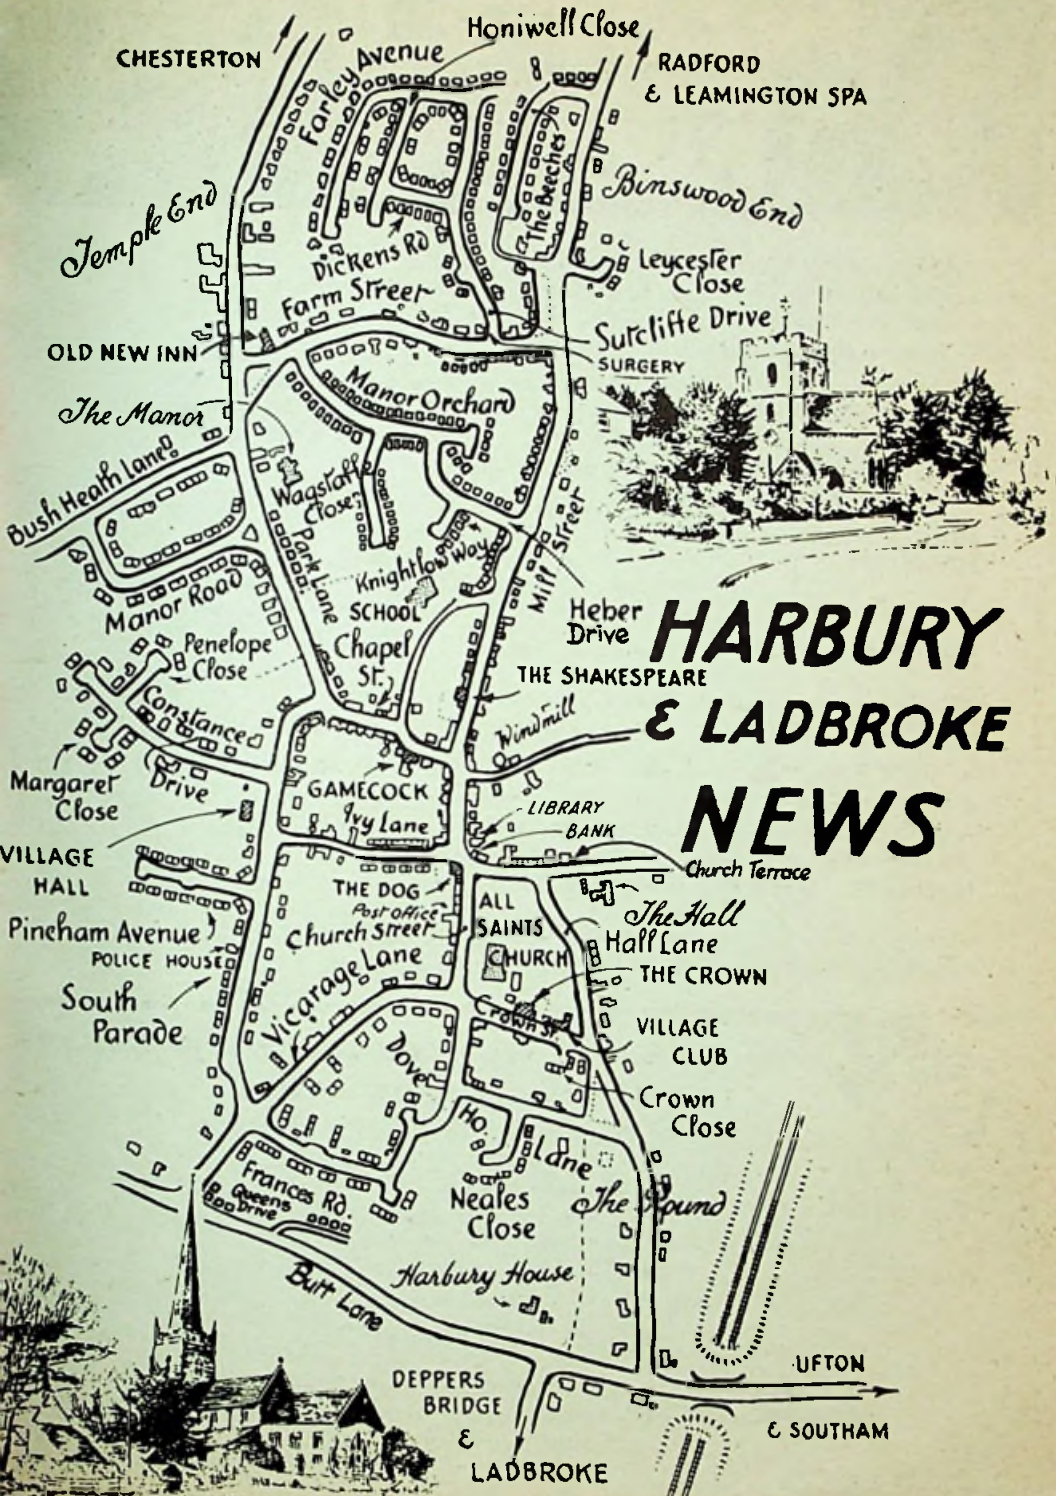 Honiwell Close
CHESTERTON
Farley Avenue
RADFORD
& LEAMINGTON SPA
The Beeches
Binswood End
Temple End
Dickens Rd
Leycester
Close
Farm Street
Sutcliffe Drive
OLD NEW INN
SURGERY
The Manor
Manor Orchard
Bush Heath Lane
Wagstaffe
Close
Park Lane
Mill Street
Knightlow Way
SCHOOL
Manor Road
Heber
Drive
HARBURY
& LADBROKE
NEWS
Penelope
Close
Chapel
St.
THE SHAKESPEARE
Constance
Drive
Windmill
Margaret
Close
GAMECOCK
Ivy Lane
LIBRARY
BANK
VILLAGE
HALL
Church Terrace
THE DOG
Post Office
Church Street
ALL
SAINTS
CHURCH
The Hall
Hall Lane
Pineham Avenue
POLICE HOUSE
THE CROWN
South
Parade
Vicarage Lane
Crown St.
VILLAGE
CLUB
Dove
Ho.
Lane
Crown
Close
Frances Rd.
Queens
Drive
Neales
Close
The Pound
Harbury House
Butt Lane
UFTON
& SOUTHAM
DEPPERS
BRIDGE
&
LADBROKE